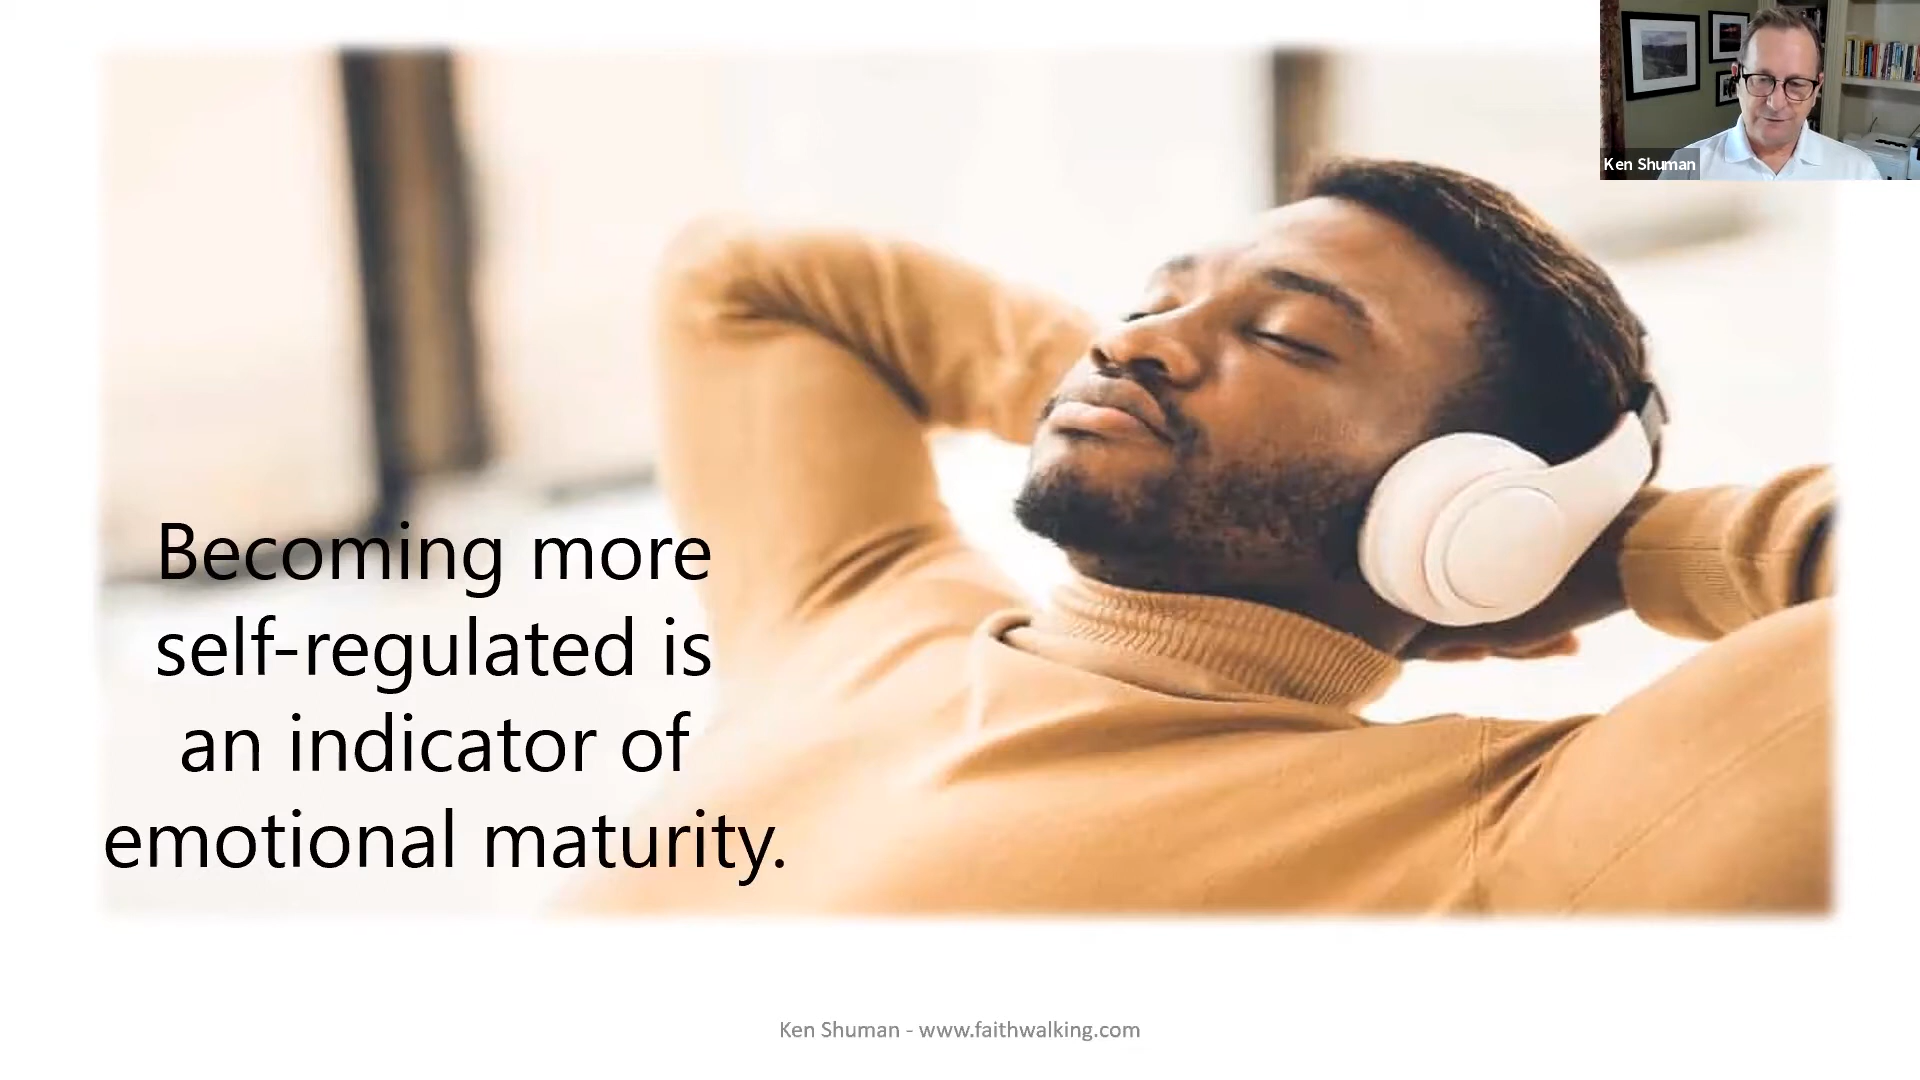 Ken Shuman
Becoming more
self-regulated is
an indicator of
emotional maturity.
Ken Shuman - www.faithwalking.com